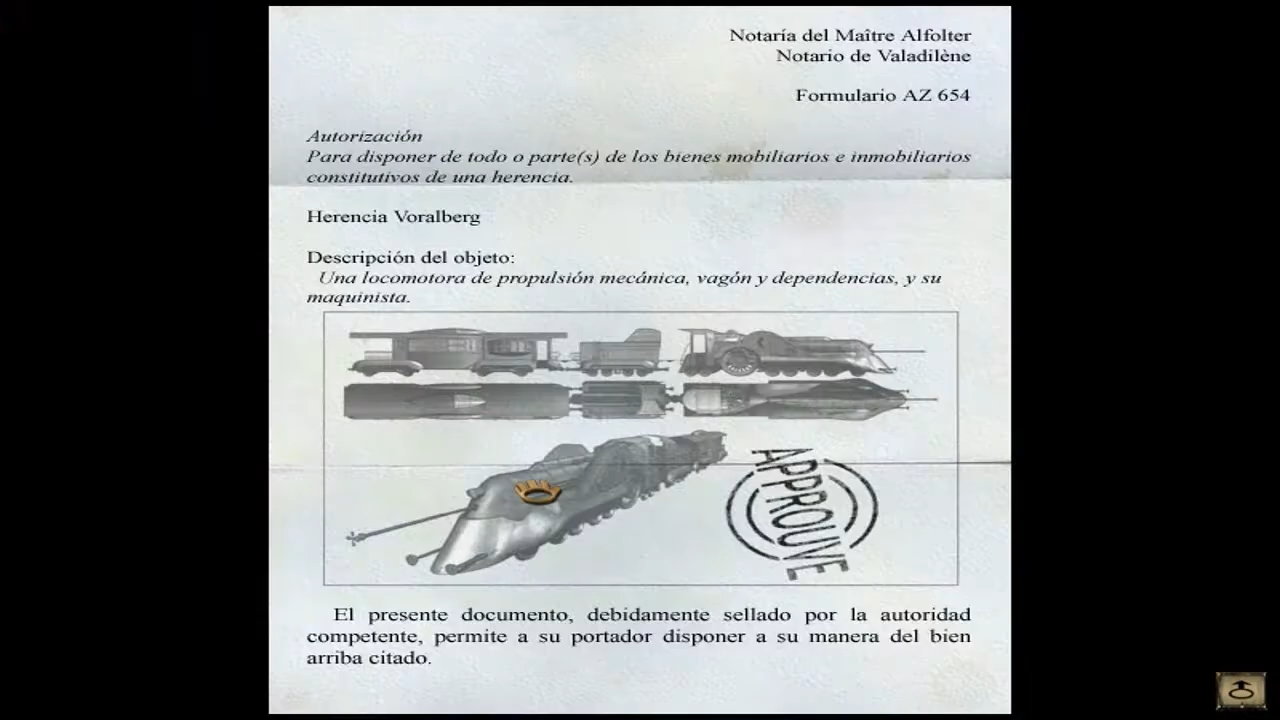 Notaría del Maître Alfolter
Notario de Valadilène
Formulario AZ 654
Autorización
Para disponer de todo o parte(s) de los bienes mobiliarios e inmobiliarios
constitutivos de una herencia.
Herencia Voralberg
Descripción del objeto:
Una locomotora de propulsión mecánica, vagón y dependencias, y su
maquinista.
APPROUVE
El presente documento, debidamente sellado por la autoridad
competente, permite a su portador disponer a su manera del bien
arriba citado.